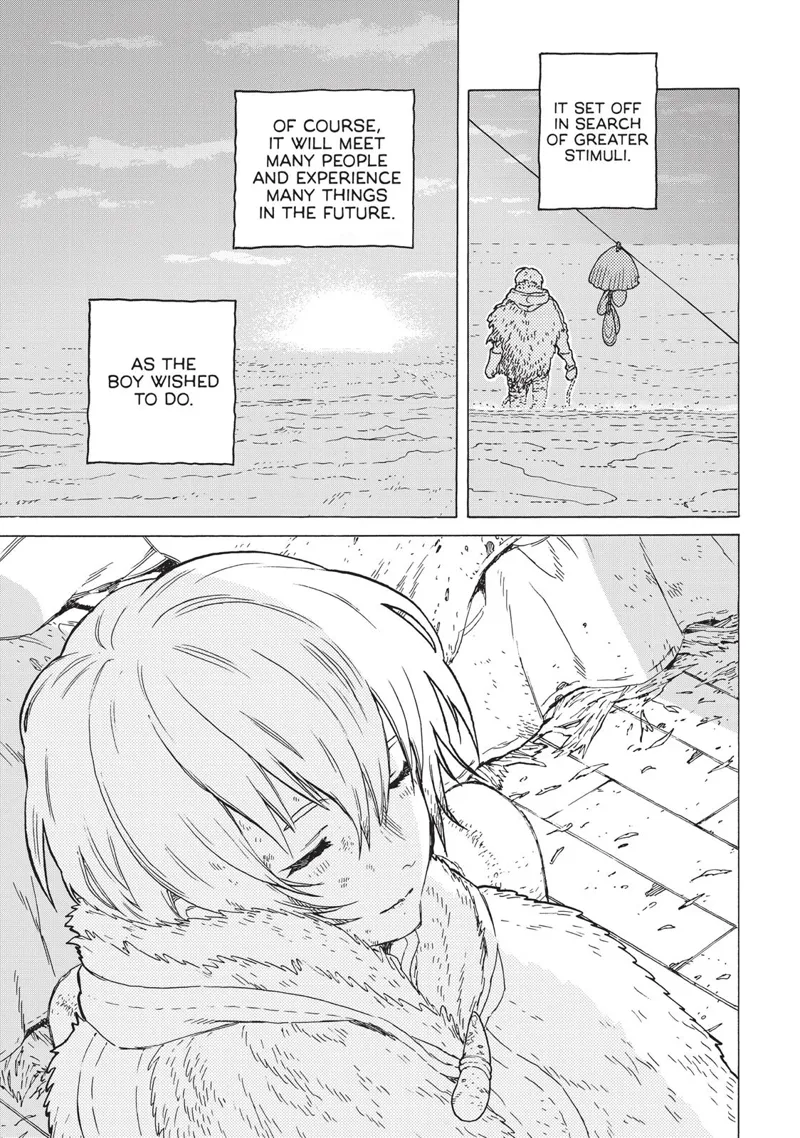 IT SET OFF
IN SEARCH
OF GREATER
STIMULI.
OF COURSE,
IT WILL MEET
MANY PEOPLE
AND EXPERIENCE
MANY THINGS
IN THE FUTURE.
AS THE
BOY WISHED
TO DO.